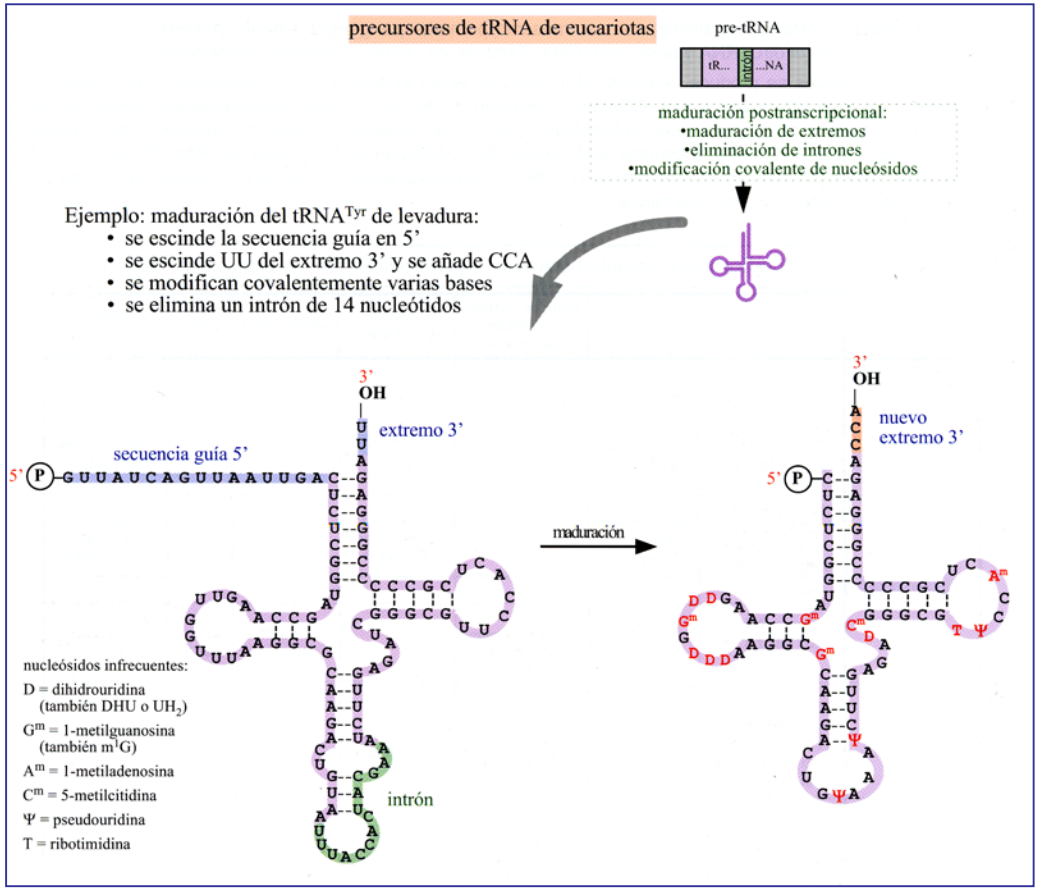 precursores de tRNA de eucariotas
pre-tRNA
tR...
intrón
...NA
maduración postranscripcional:
•maduración de extremos
•eliminación de intrones
•modificación covalente de nucleósidos
Ejemplo: maduración del tRNATyr de levadura:
• se escinde la secuencia guía en 5’
• se escinde UU del extremo 3’ y se añade CCA
• se modifican covalentemente varias bases
• se elimina un intrón de 14 nucleótidos
3’
OH
extremo 3’
secuencia guía 5’
5’ P GUUAUCAGUUAAUUGAC
intrón
maduración
3’
OH
nuevo
extremo 3’
5’ P
nucleósidos infrecuentes:
D = dihidrouridina
(también DHU o UH2)
Gm = 1-metilguanosina
(también m1G)
Am = 1-metiladenosina
Cm = 5-metilcitidina
Ψ = pseudouridina
T = ribotimidina